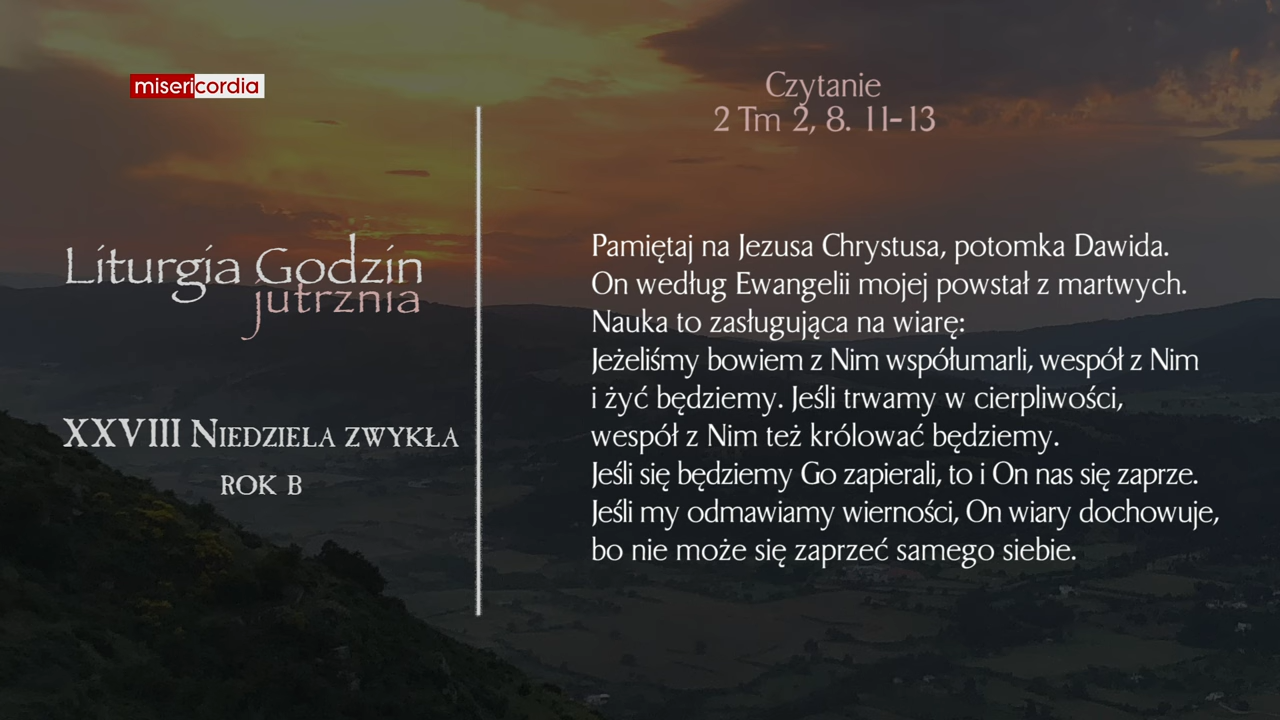 misericordia
Liturgia Godzin
jutrznia
XXVIII Niedziela zwykła
rok B
Czytanie
2 Tm 2, 8. 11-13
Pamiętaj na Jezusa Chrystusa, potomka Dawida.
On według Ewangelii mojej powstał z martwych.
Nauka to zasługująca na wiarę:
Jeżeliśmy bowiem z Nim współumarli, wespół z Nim
i żyć będziemy. Jeśli trwamy w cierpliwości,
wespół z Nim też królować będziemy.
Jeśli się będziemy Go zapierali, to i On nas się zaprze.
Jeśli my odmawiamy wierności, On wiary dochowuje,
bo nie może się zaprzeć samego siebie.